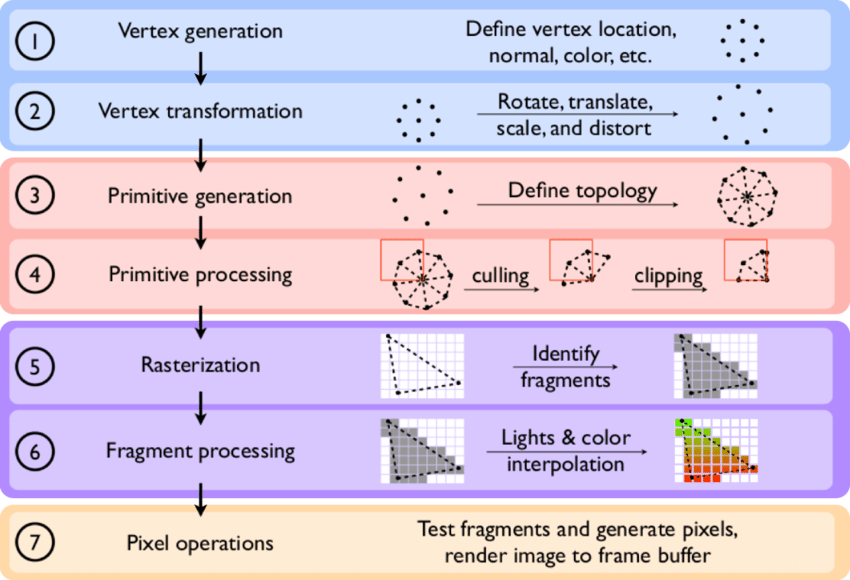 1
Vertex generation
Define vertex location,
normal, color, etc.
2
Vertex transformation
Rotate, translate,
scale, and distort
3
Primitive generation
Define topology
4
Primitive processing
culling
clipping
5
Rasterization
Identify
fragments
6
Fragment processing
Lights & color
interpolation
7
Pixel operations
Test fragments and generate pixels,
render image to frame buffer